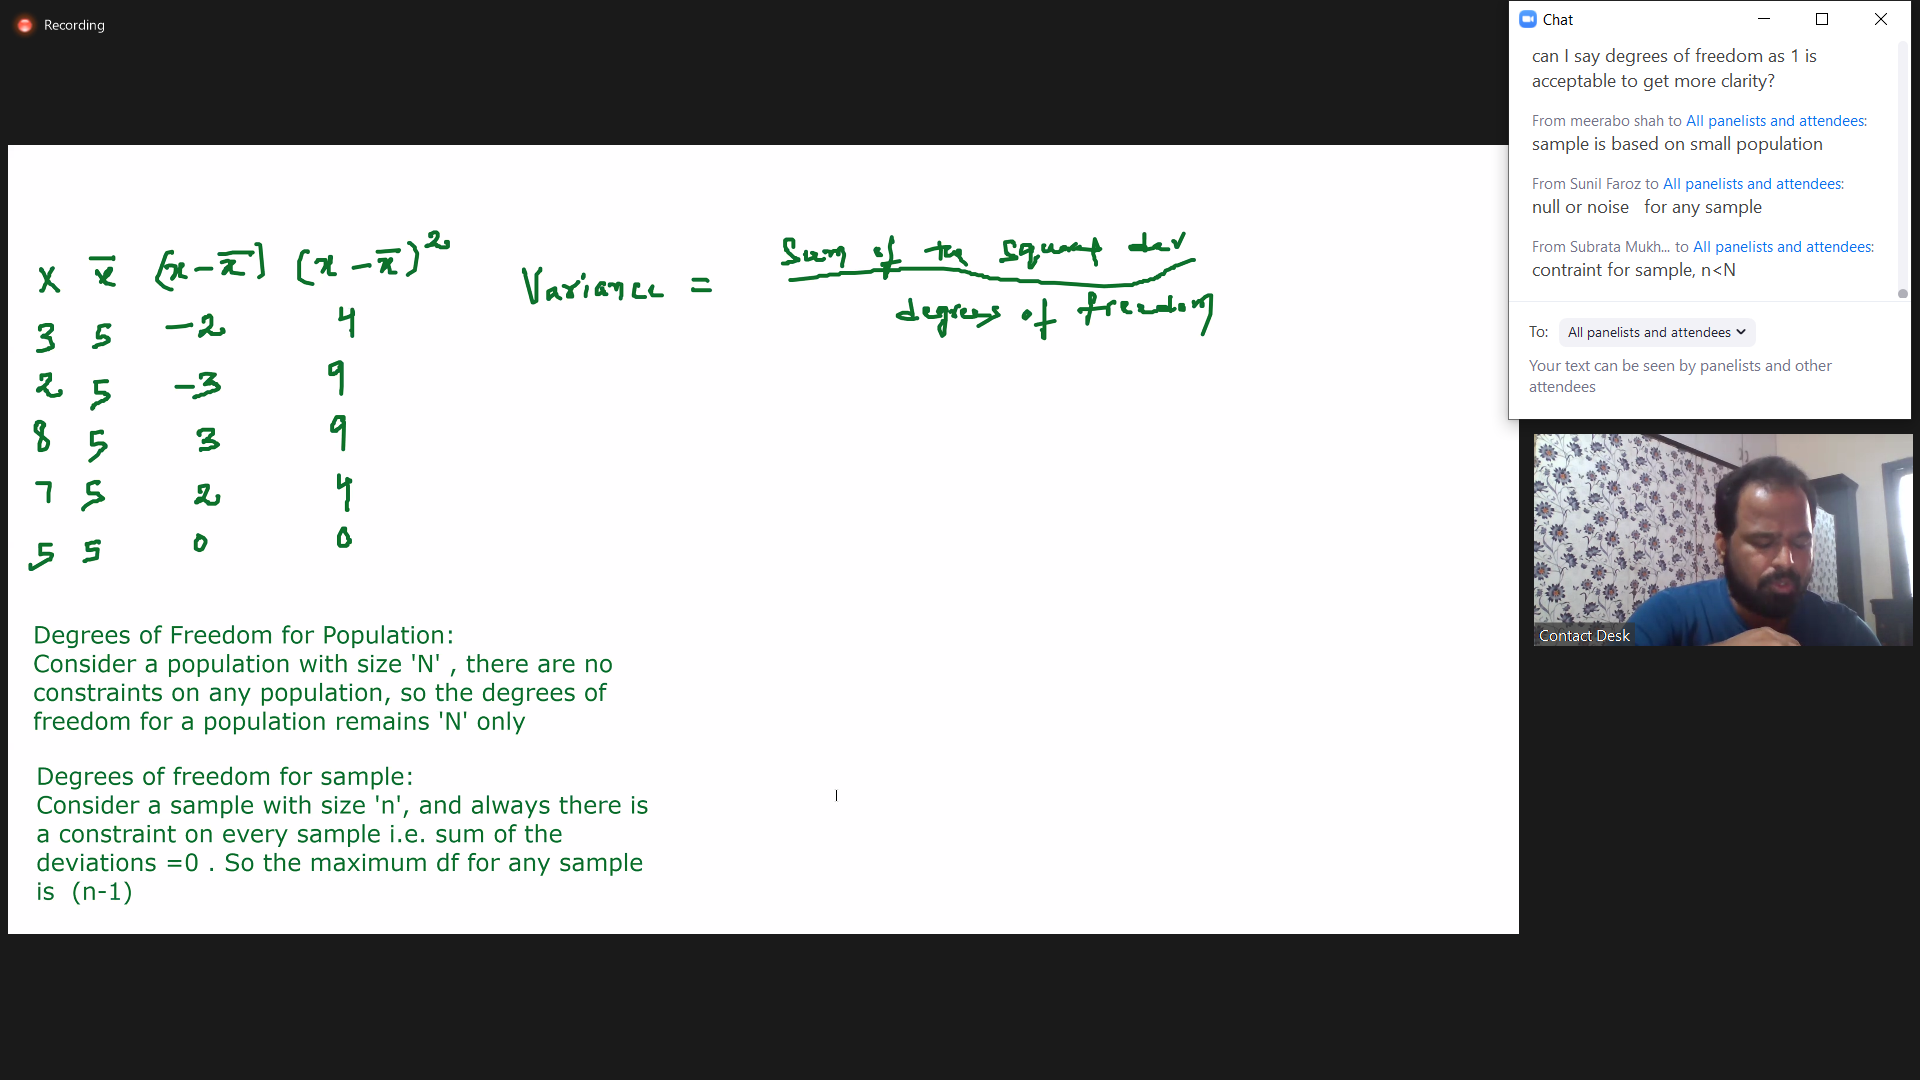 Recording
Chat
can I say degrees of freedom as 1 is
acceptable to get more clarity?
From meerabo shah to All panelists and attendees:
sample is based on small population
From Sunil Faroz to All panelists and attendees:
null or noise   for any sample
From Subrata Mukh... to All panelists and attendees:
contraint for sample, n<N
To: All panelists and attendees
Your text can be seen by panelists and other
attendees
Contact Desk
x x̅ (x-x̅) (x-x̅)²
3 5 -2 4
2 5 -3 9
8 5 3 9
7 5 2 4
5 5 0 0
Variance = Sum of the squared dev
degrees of freedom
Degrees of Freedom for Population:
Consider a population with size 'N' , there are no
constraints on any population, so the degrees of
freedom for a population remains 'N' only
Degrees of freedom for sample:
Consider a sample with size 'n', and always there is
a constraint on every sample i.e. sum of the
deviations =0 . So the maximum df for any sample
is  (n-1)